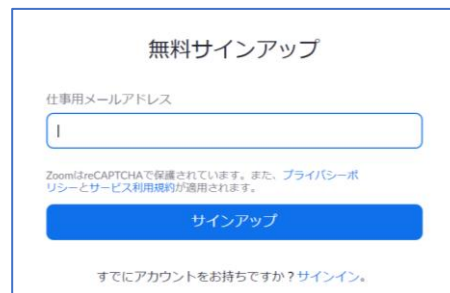 無料サインアップ
仕事用メールアドレス
ZoomはreCAPTCHAで保護されています。また、プライバシーポ
リシーとサービス利用規約が適用されます。
サインアップ
すでにアカウントをお持ちですか？サインイン。